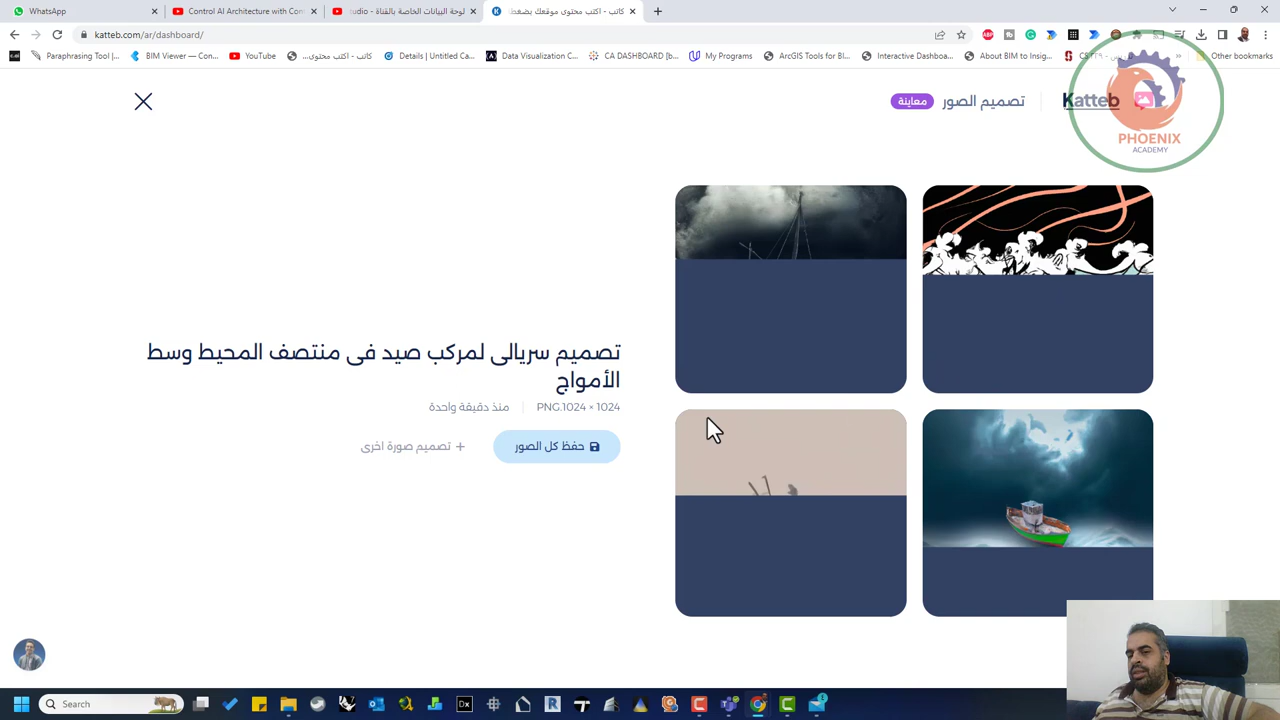 WhatsApp
Control AI Architecture with Con
لوحة البيانات الخاصة بالقناة - Judio
كاتب - اكتب محتوى موقعك بضغط
katteb.com/ar/dashboard/
Paraphrasing Tool |...
BIM Viewer — Con...
YouTube
كاتب - اكتب محتوى...
Details | Untitled Ca...
Data Visualization C...
CA DASHBOARD [b...
My Programs
ArcGIS Tools for BI...
Interactive Dashboa...
About BIM to Insig...
Other bookmarks
Katteb
تصميم الصور
معاينة
PHOENIX
ACADEMY
تصميم سريالى لمركب صيد فى منتصف المحيط وسط
الأمواج
PNG.1024 × 1024
منذ دقيقة واحدة
حفظ كل الصور
+ تصميم صورة اخرى
Search